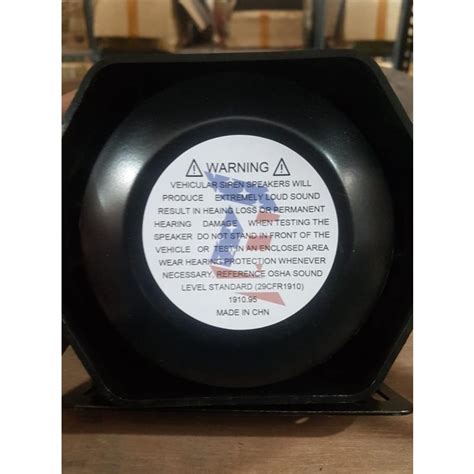 ⚠ WARNING ⚠
VEHICULAR SIREN SPEAKERS WILL
PRODUCE EXTREMELY LOUD SOUND
RESULT IN HEAING LOSS OR PERMANENT
HEARING DAMAGE WHEN TESTING THE
SPEAKER DO NOT STAND IN FRONT OF THE
VEHICLE OR TEST IN AN ENCLOSED AREA
WEAR HEARING PROTECTION WHENEVER
NECESSARY, REFERENCE OSHA SOUND
LEVEL STANDARD (29CFR1910)
1910.95
MADE IN CHN